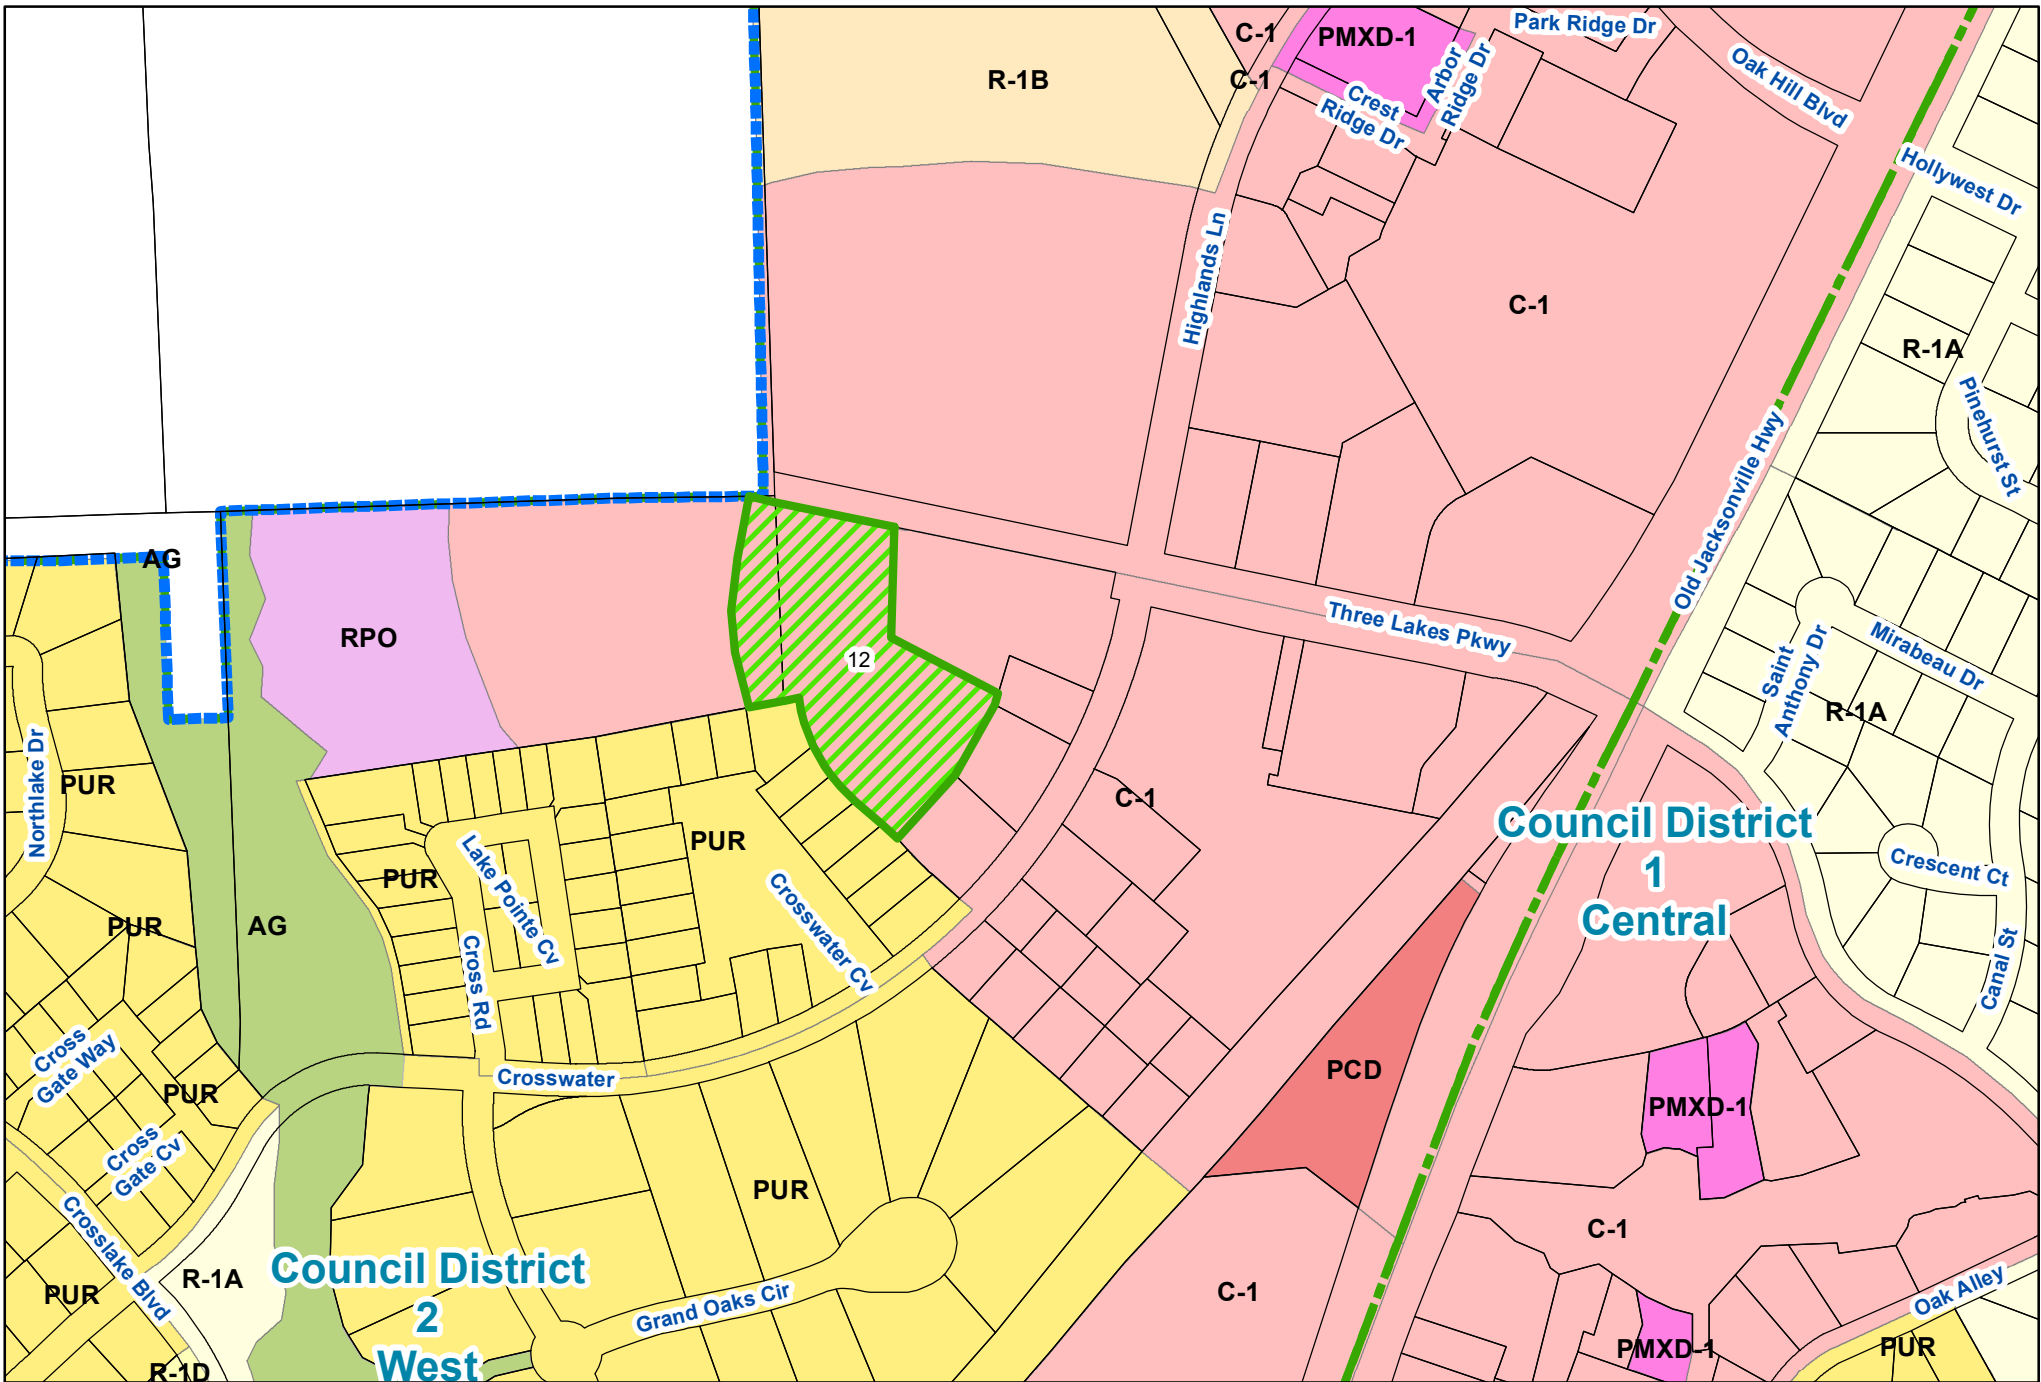 C-1
PMXD-1
Park Ridge Dr
Oak Hill Blvd
R-1B
C-1
Arbor
Ridge Dr
Crest
Ridge Dr
Hollywest Dr
Highlands Ln
C-1
R-1A
Pinehurst St
Old Jacksonville Hwy
AG
RPO
12
Three Lakes Pkwy
Saint
Anthony Dr
Mirabeau Dr
R-1A
Northlake Dr
PUR
C-1
Council District
1
Central
PUR
PUR
Lake Pointe Cv
Crosswater Cv
Crescent Ct
PUR
AG
Cross Rd
Canal St
Cross
Gate Way
Crosswater
PUR
PCD
PMXD-1
Cross
Gate Cv
PUR
C-1
Crosslake Blvd
R-1A
PUR
Council District
2
West
Grand Oaks Cir
C-1
Oak Alley
PMXD-1
PUR
R-1D